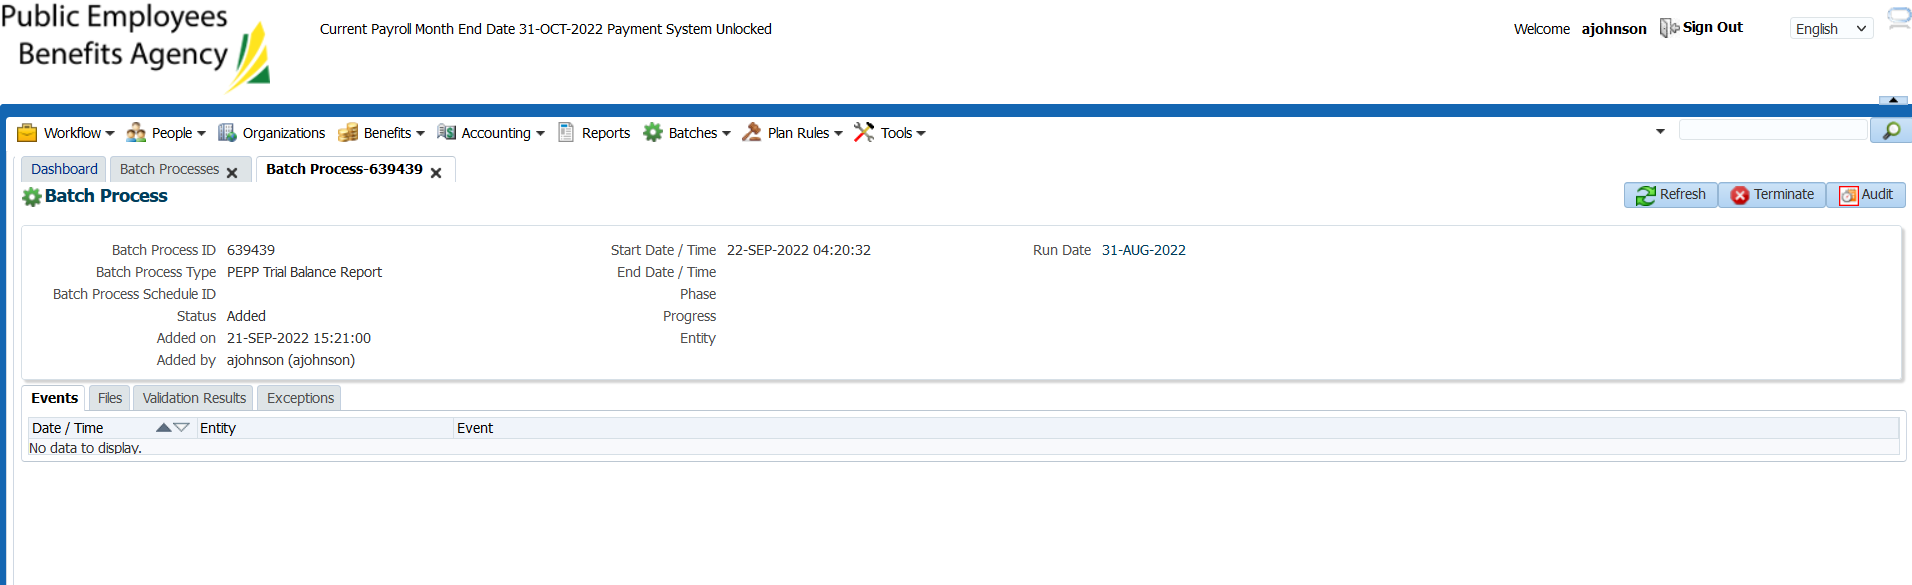 Public Employees
Benefits Agency
Current Payroll Month End Date 31-OCT-2022 Payment System Unlocked
Welcome ajohnson Sign Out English
Workflow People Organizations Benefits Accounting Reports Batches Plan Rules Tools
Dashboard Batch Processes Batch Process-639439
Batch Process
Refresh Terminate Audit
Batch Process ID 639439 Start Date / Time 22-SEP-2022 04:20:32 Run Date 31-AUG-2022
Batch Process Type PEPP Trial Balance Report End Date / Time
Batch Process Schedule ID Phase
Status Added Progress
Added on 21-SEP-2022 15:21:00 Entity
Added by ajohnson (ajohnson)
Events Files Validation Results Exceptions
Date / Time Entity Event
No data to display.